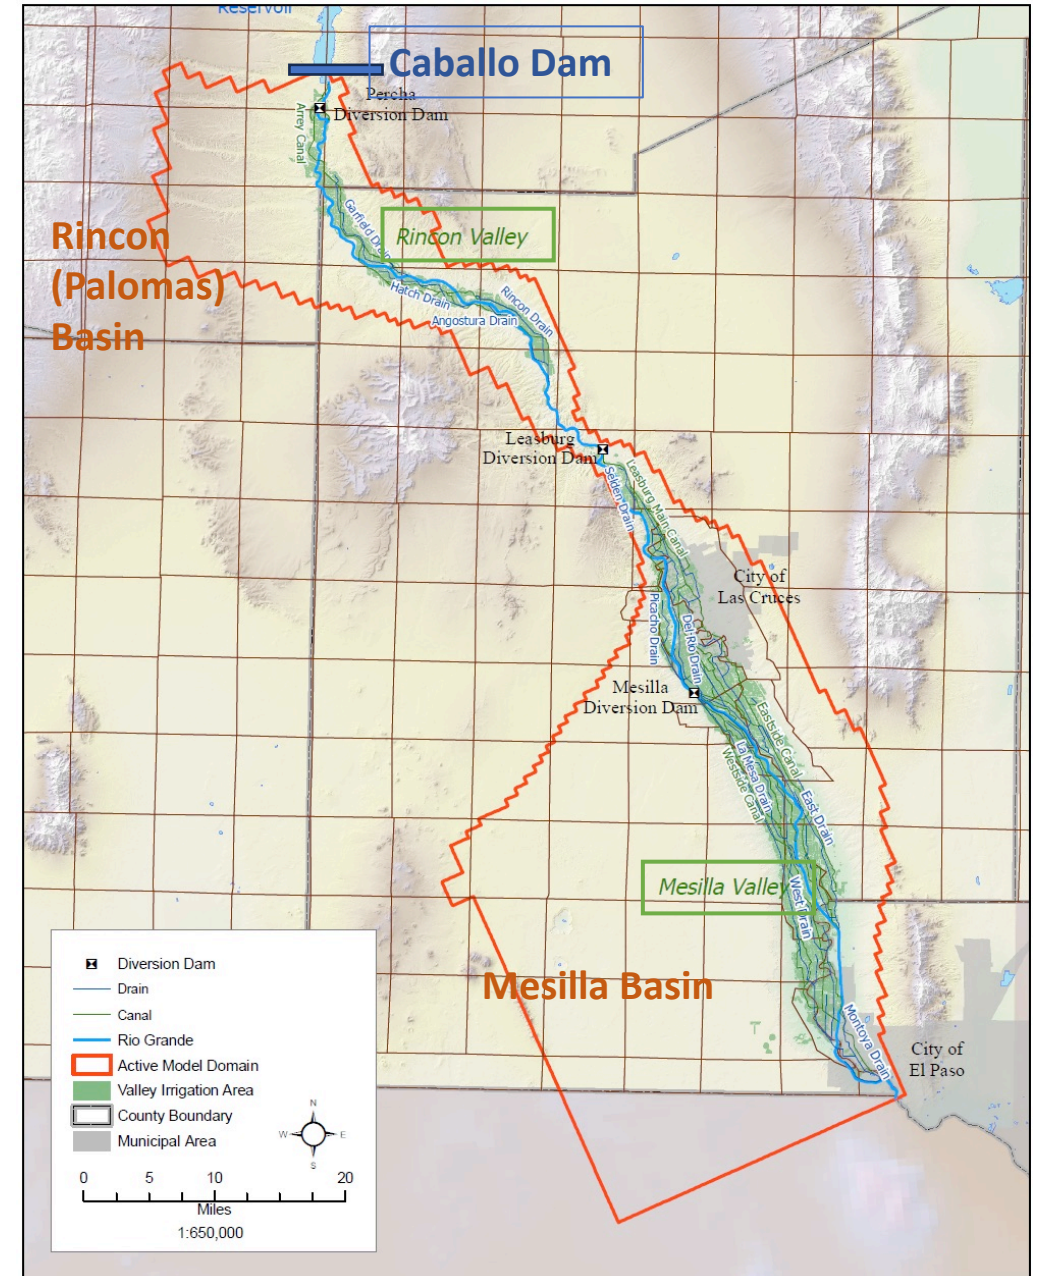 Reservoir
Caballo Dam
Percha
Diversion Dam
Arrey Canal
Garfield Drain
Rincon Valley
Rincon
(Palomas)
Basin
Hatch Drain
Rincon Drain
Angostura Drain
Leasburg
Diversion Dam
Selden Drain
Leasburg Main Canal
City of
Las Cruces
Picacho Drain
Del Rio Drain
Mesilla
Diversion Dam
Eastside Canal
La Mesa Drain
Westside Canal
East Drain
Mesilla Valley
West Drain
Mesilla Basin
Montoya Drain
City of
El Paso
Diversion Dam
Drain
Canal
Rio Grande
Active Model Domain
Valley Irrigation Area
County Boundary
Municipal Area
N
W
E
S
0 5 10 20
Miles
1:650,000